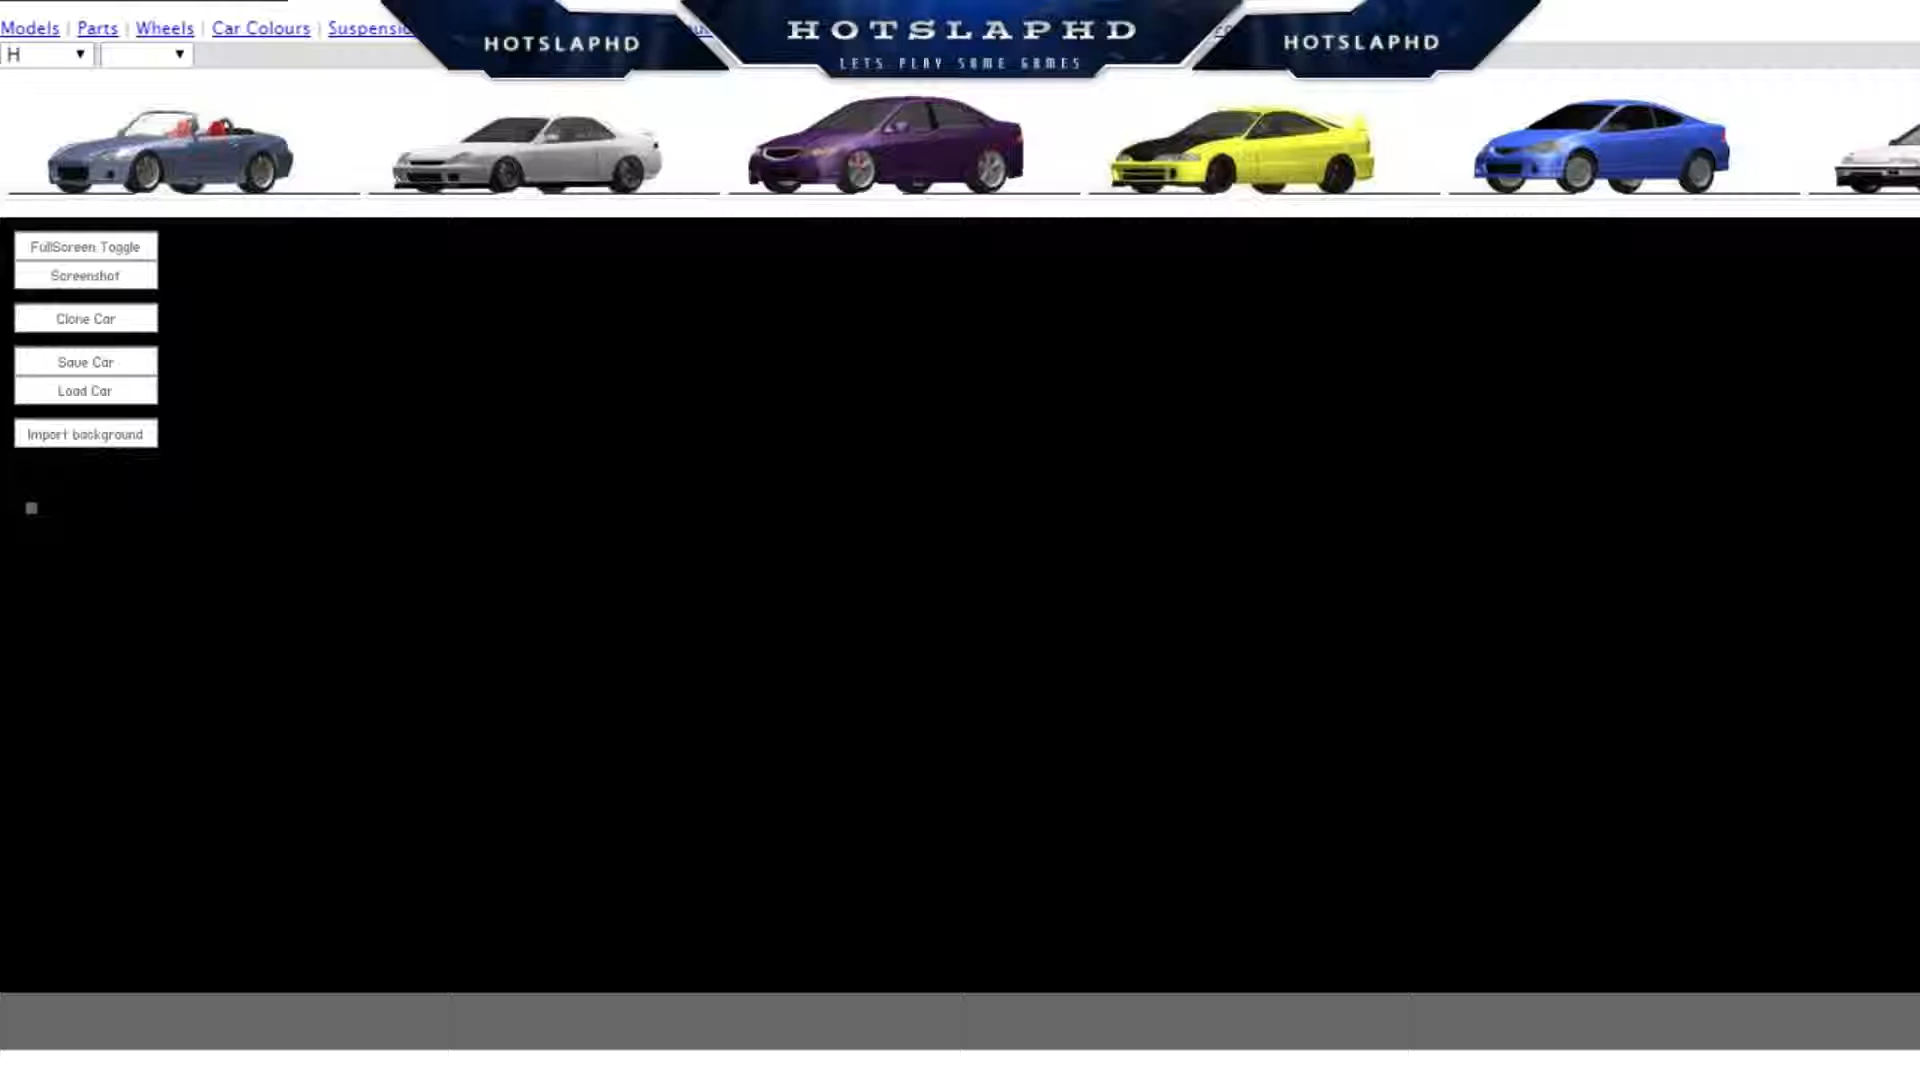 Models | Parts | Wheels | Car Colours | Suspensio
HOTSLAPHD
HOTSLAPHD
LETS PLAY SOME GAMES
HOTSLAPHD
H
FullScreen Toggle
Screenshot
Clone Car
Save Car
Load Car
Import background